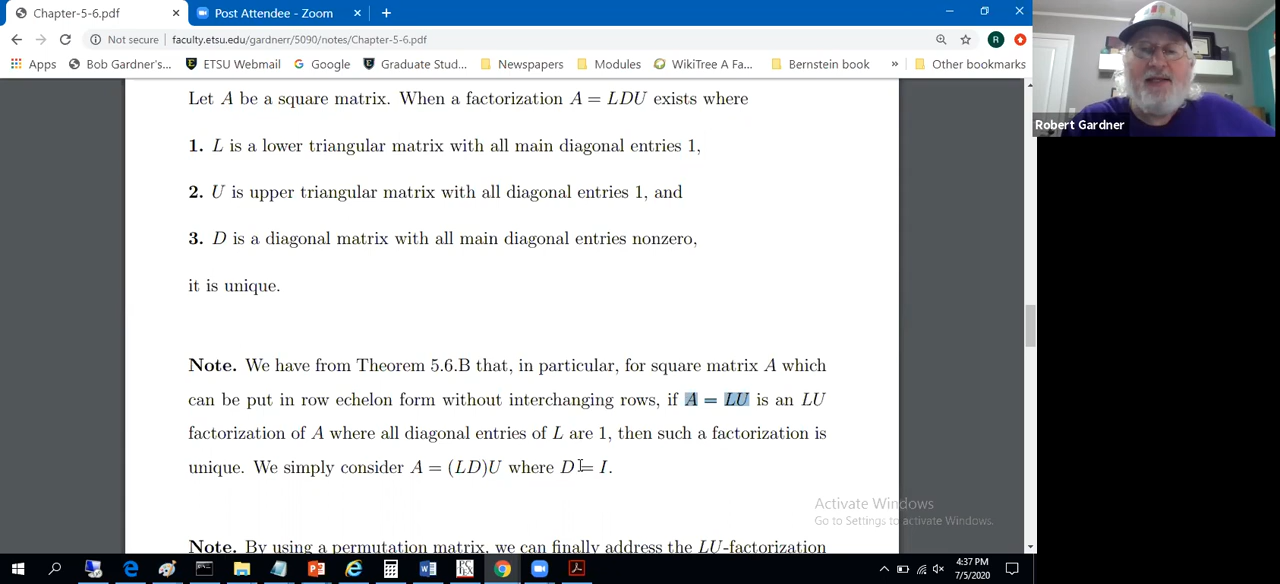 Chapter-5-6.pdf × Post Attendee - Zoom × +
Not secure | faculty.etsu.edu/gardnerr/5090/notes/Chapter-5-6.pdf R
Apps Bob Gardner's... ETSU Webmail Google Graduate Stud... Newspapers Modules WikiTree A Fa... Bernstein book » Other bookmarks
Robert Gardner
Let A be a square matrix. When a factorization A = LDU exists where
1. L is a lower triangular matrix with all main diagonal entries 1,
2. U is upper triangular matrix with all diagonal entries 1, and
3. D is a diagonal matrix with all main diagonal entries nonzero,
it is unique.
Note. We have from Theorem 5.6.B that, in particular, for square matrix A which
can be put in row echelon form without interchanging rows, if A = LU is an LU
factorization of A where all diagonal entries of L are 1, then such a factorization is
unique. We simply consider A = (LD)U where D = I.
Activate Windows
Go to Settings to activate Windows.
Note. By using a permutation matrix, we can finally address the LU-factorization
4:37 PM
7/5/2020